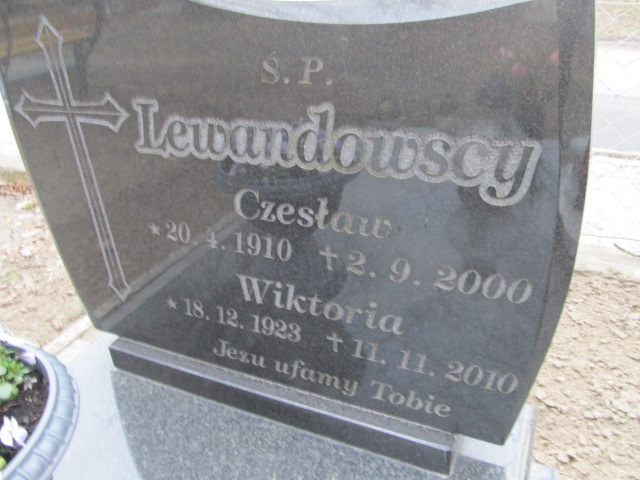 Ś. P.
Lewandowscy
Czesław
* 20. 4. 1910 † 2. 9. 2000
Wiktoria
* 18. 12. 1923 † 11. 11. 2010
Jezu ufamy Tobie